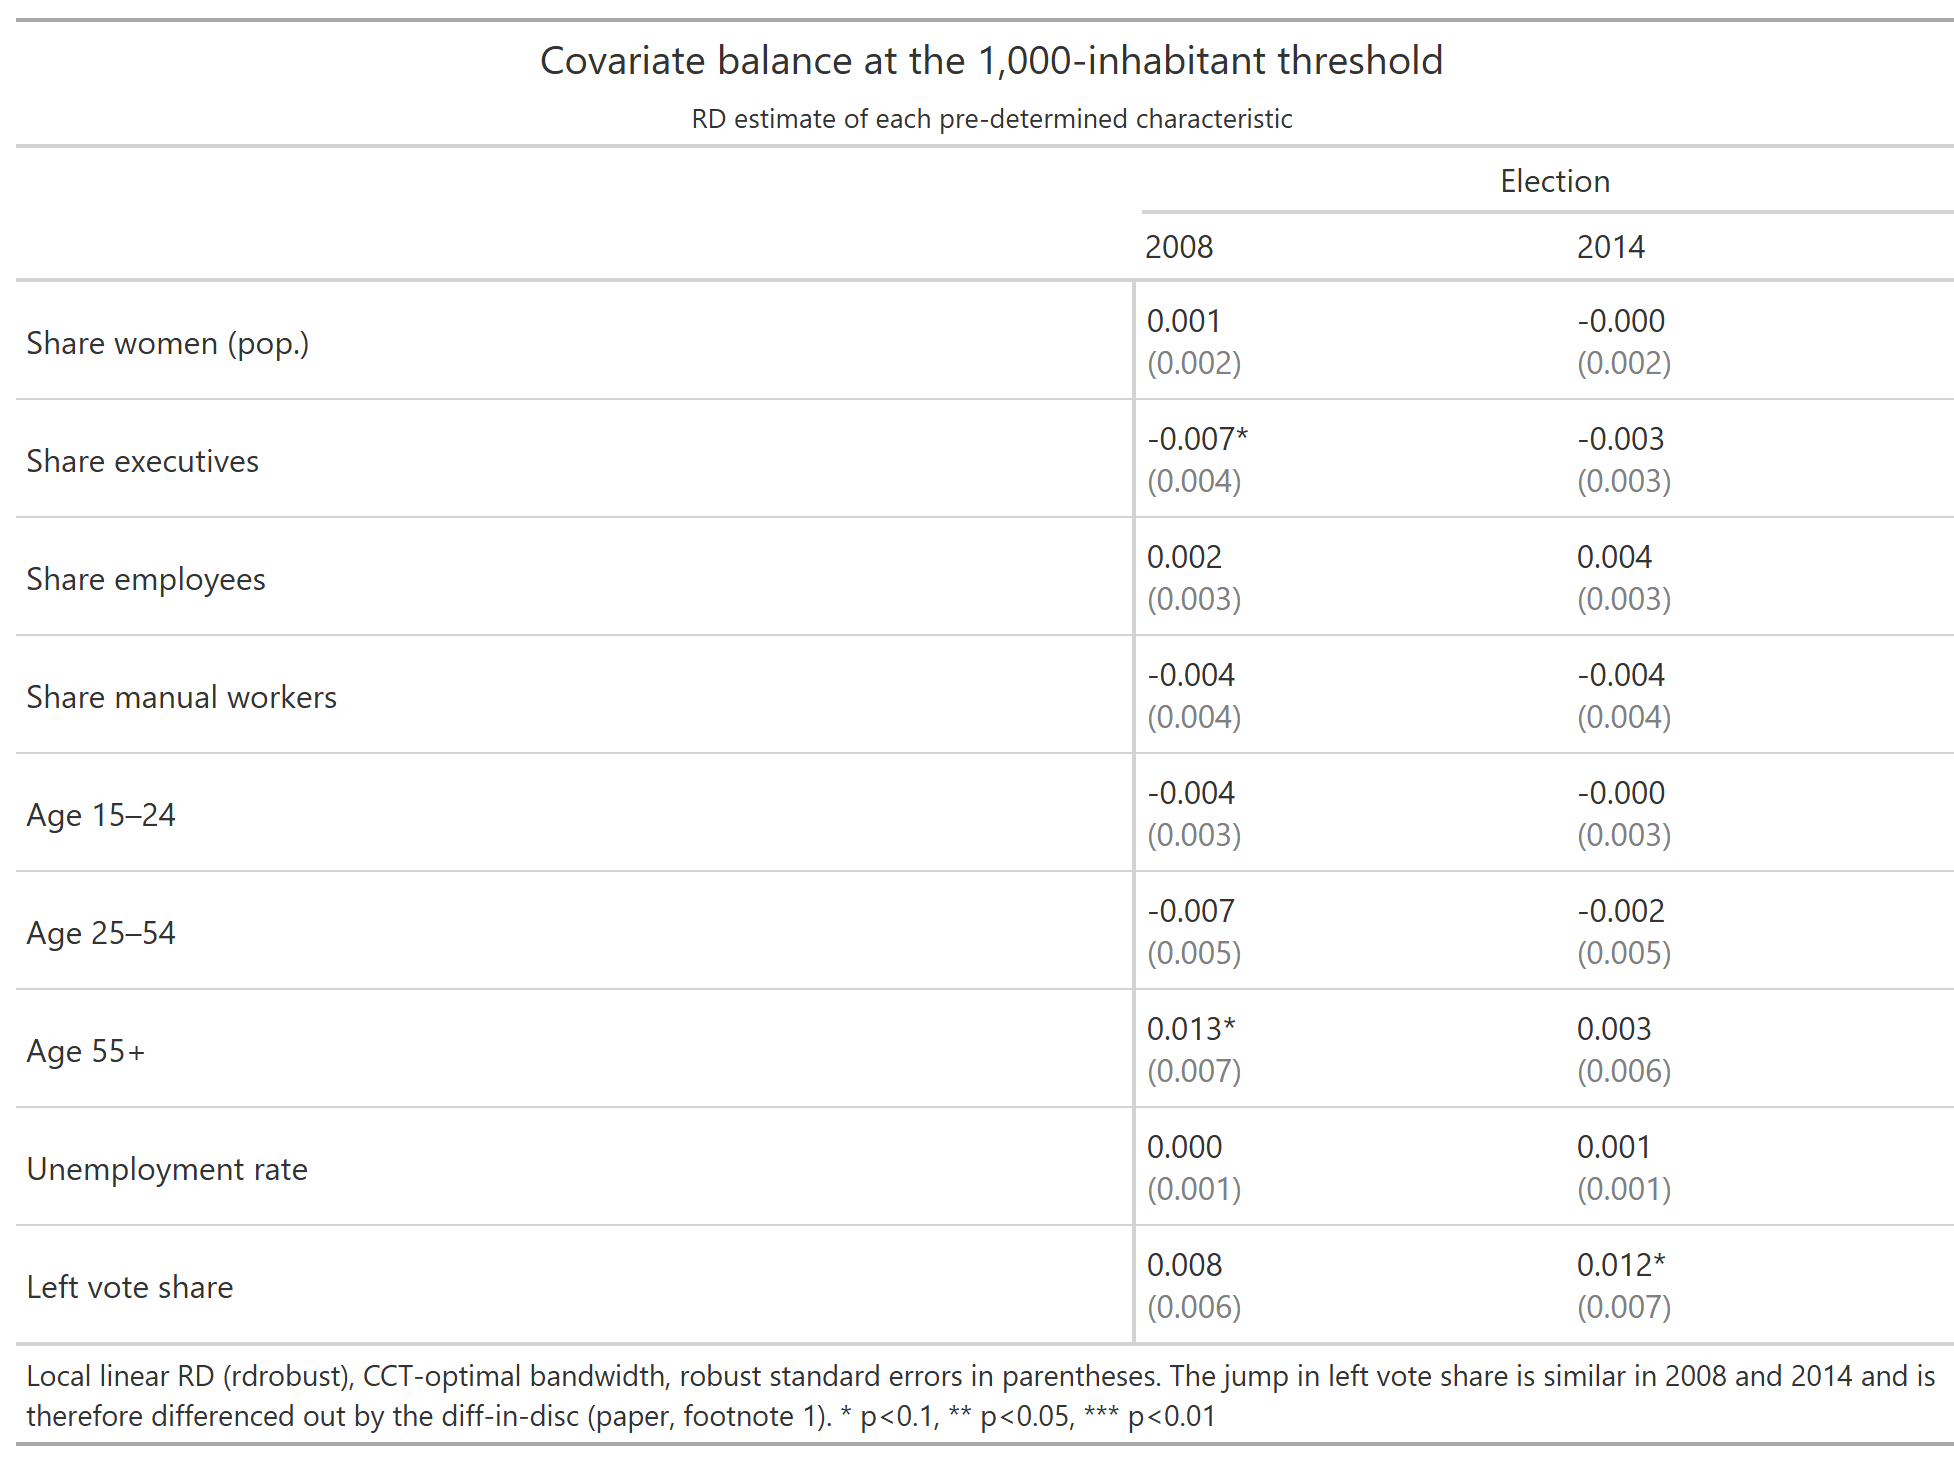 Covariate balance at the 1,000-inhabitant threshold
RD estimate of each pre-determined characteristic
Election
2008 2014
Share women (pop.) 0.001 -0.000
(0.002) (0.002)
Share executives -0.007* -0.003
(0.004) (0.003)
Share employees 0.002 0.004
(0.003) (0.003)
Share manual workers -0.004 -0.004
(0.004) (0.004)
Age 15–24 -0.004 -0.000
(0.003) (0.003)
Age 25–54 -0.007 -0.002
(0.005) (0.005)
Age 55+ 0.013* 0.003
(0.007) (0.006)
Unemployment rate 0.000 0.001
(0.001) (0.001)
Left vote share 0.008 0.012*
(0.006) (0.007)
Local linear RD (rdrobust), CCT-optimal bandwidth, robust standard errors in parentheses. The jump in left vote share is similar in 2008 and 2014 and is
therefore differenced out by the diff-in-disc (paper, footnote 1). * p<0.1, ** p<0.05, *** p<0.01